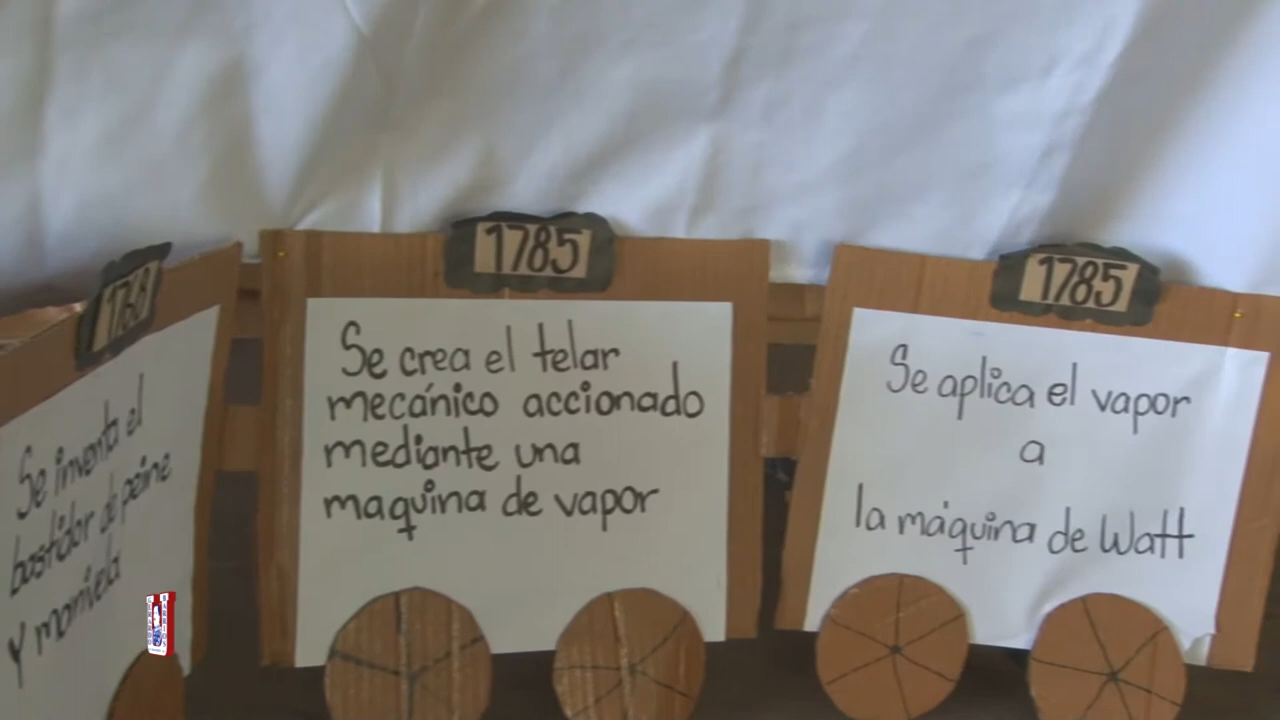 1768
Se inventa el
bastidor de peine
Y manivela
1785
Se crea el telar
mecánico accionado
mediante una
maquina de vapor
1785
Se aplica el vapor
a
la máquina de Watt